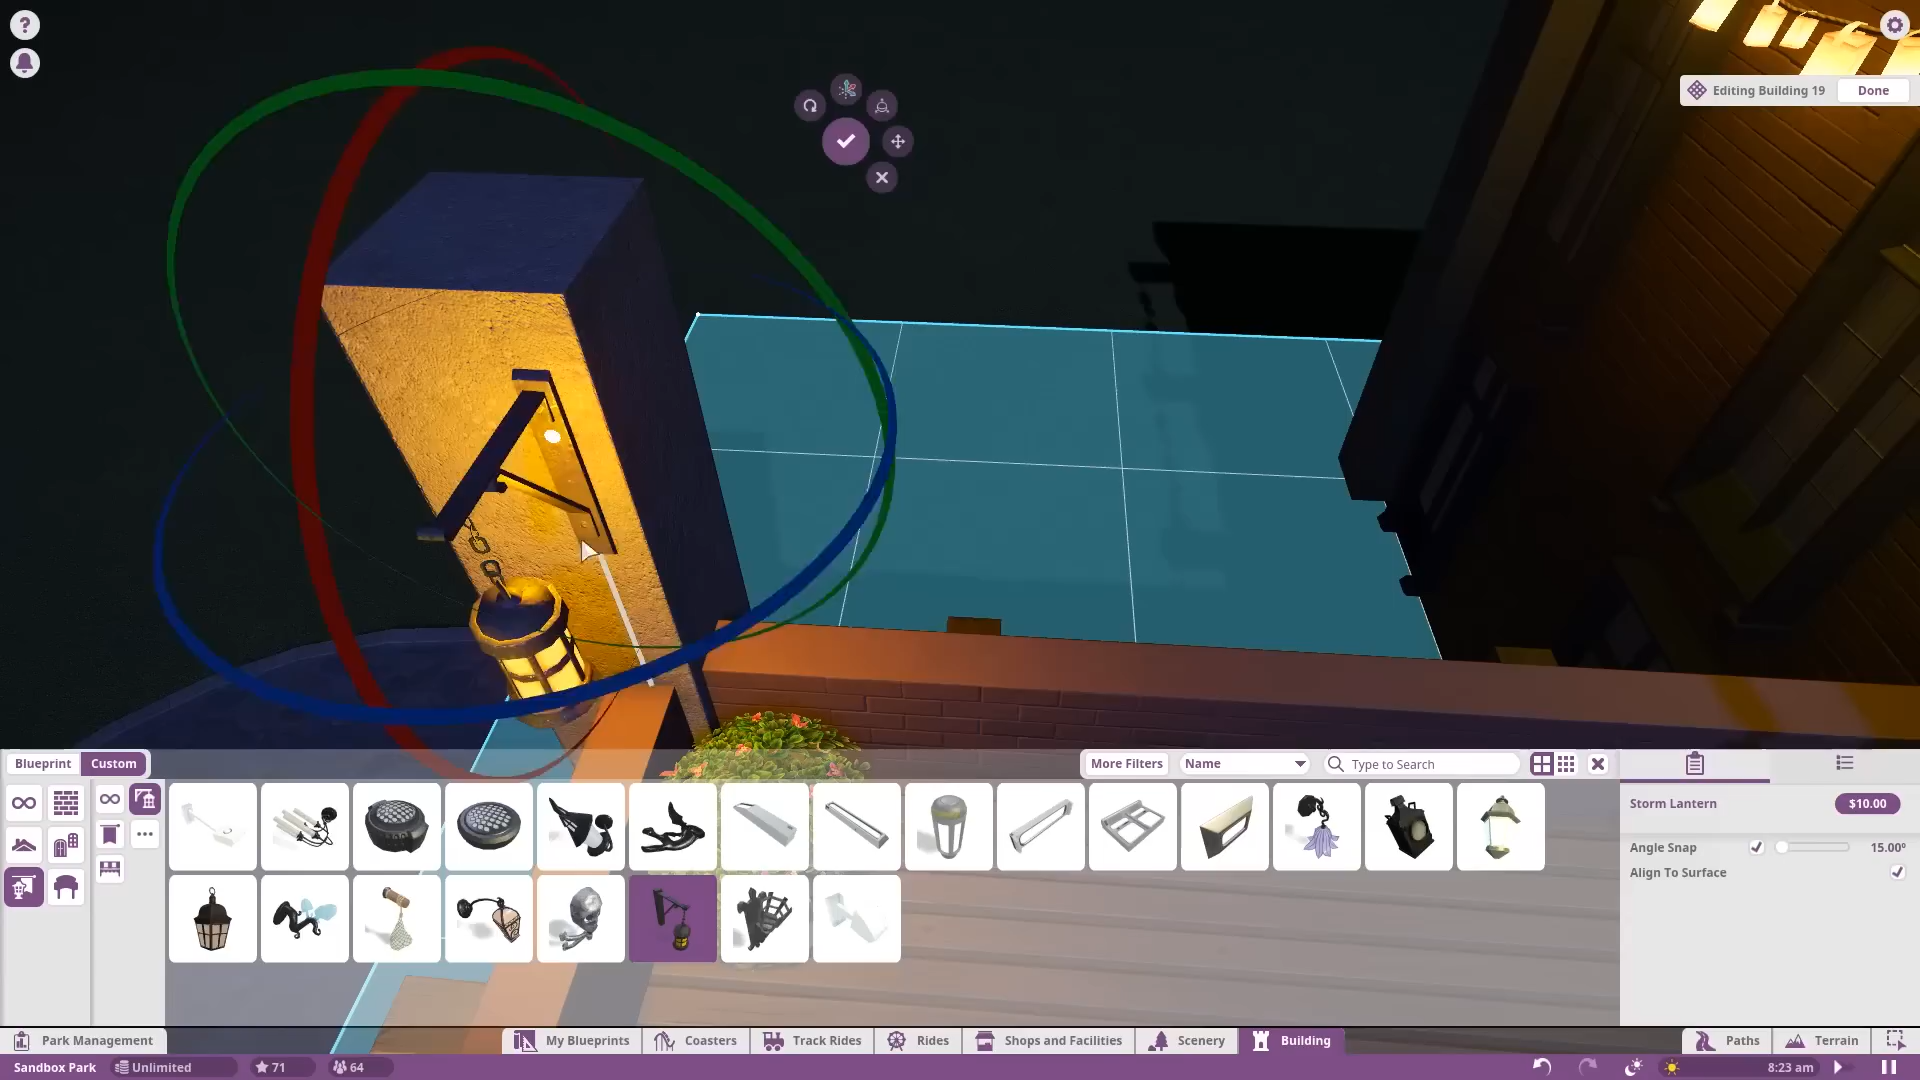 ?
Editing Building 19 Done
Blueprint Custom
More Filters Name Type to Search
Storm Lantern $10.00
Angle Snap 15.00°
Align To Surface
Park Management My Blueprints Coasters Track Rides Rides Shops and Facilities Scenery Building Paths Terrain
Sandbox Park Unlimited 71 64 8:23 am